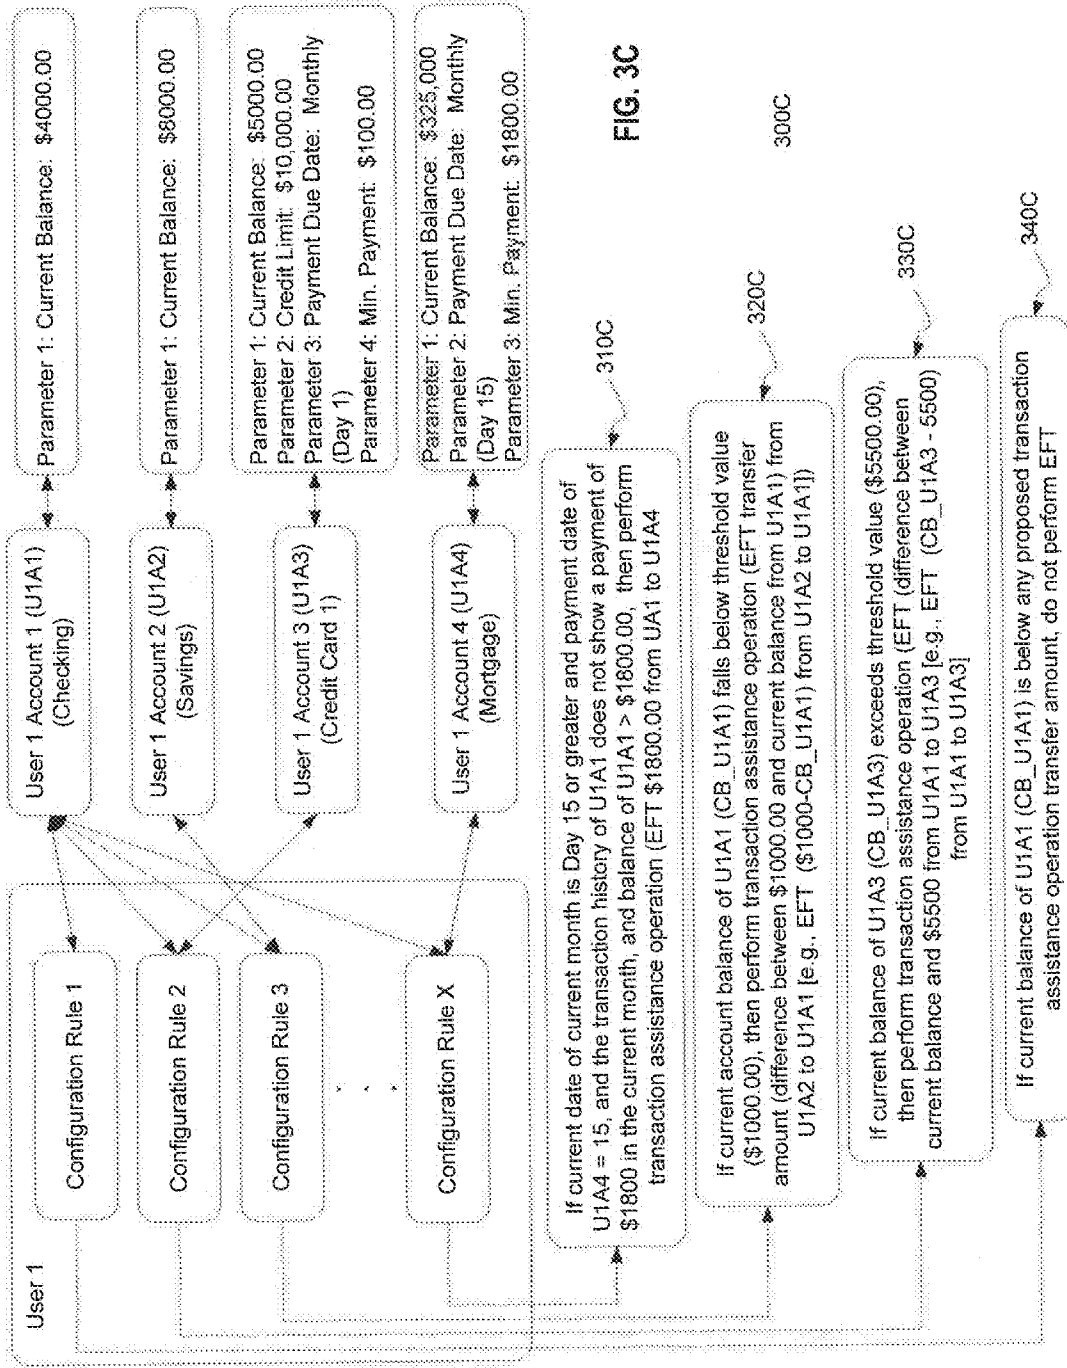 User 1
Configuration Rule 1
Configuration Rule 2
Configuration Rule 3
Configuration Rule X
User 1 Account 1 (U1A1)
(Checking)
User 1 Account 2 (U1A2)
(Savings)
User 1 Account 3 (U1A3)
(Credit Card 1)
User 1 Account 4 (U1A4)
(Mortgage)
Parameter 1: Current Balance: $4000.00
Parameter 1: Current Balance: $8000.00
Parameter 1: Current Balance: $5000.00
Parameter 2: Credit Limit: $10,000.00
Parameter 3: Payment Due Date: Monthly
(Day 1)
Parameter 4: Min. Payment: $100.00
Parameter 1: Current Balance: $325,000
Parameter 2: Payment Due Date: Monthly
(Day 15)
Parameter 3: Min. Payment: $1800.00
If current date of current month is Day 15 or greater and payment date of
U1A4 = 15, and the transaction history of U1A1 does not show a payment of
$1800 in the current month, and balance of U1A1 > $1800.00, then perform
transaction assistance operation (EFT $1800.00 from UA1 to U1A4
310C
If current account balance of U1A1 (CB_U1A1) falls below threshold value
($1000.00), then perform transaction assistance operation (EFT transfer
amount (difference between $1000.00 and current balance from U1A1) from
U1A2 to U1A1 [e.g., EFT ($1000-CB_U1A1) from U1A2 to U1A1])
320C
If current balance of U1A3 (CB_U1A3) exceeds threshold value ($5500.00),
then perform transaction assistance operation (EFT (difference between
current balance and $5500 from U1A1 to U1A3 [e.g., EFT (CB_U1A3 - 5500)
from U1A1 to U1A3]
330C
If current balance of U1A1 (CB_U1A1) is below any proposed transaction
assistance operation transfer amount, do not perform EFT
340C
FIG. 3C
300C